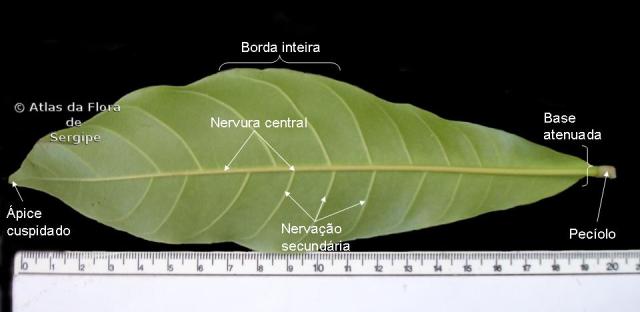 Borda inteira
© Atlas da Flora
de
Sergipe
Nervura central
Base
atenuada
Ápice
cuspidado
Nervação
secundária
Pecíolo
0 1 2 3 4 5 6 7 8 9 10 11 12 13 14 15 16 17 18 19 20